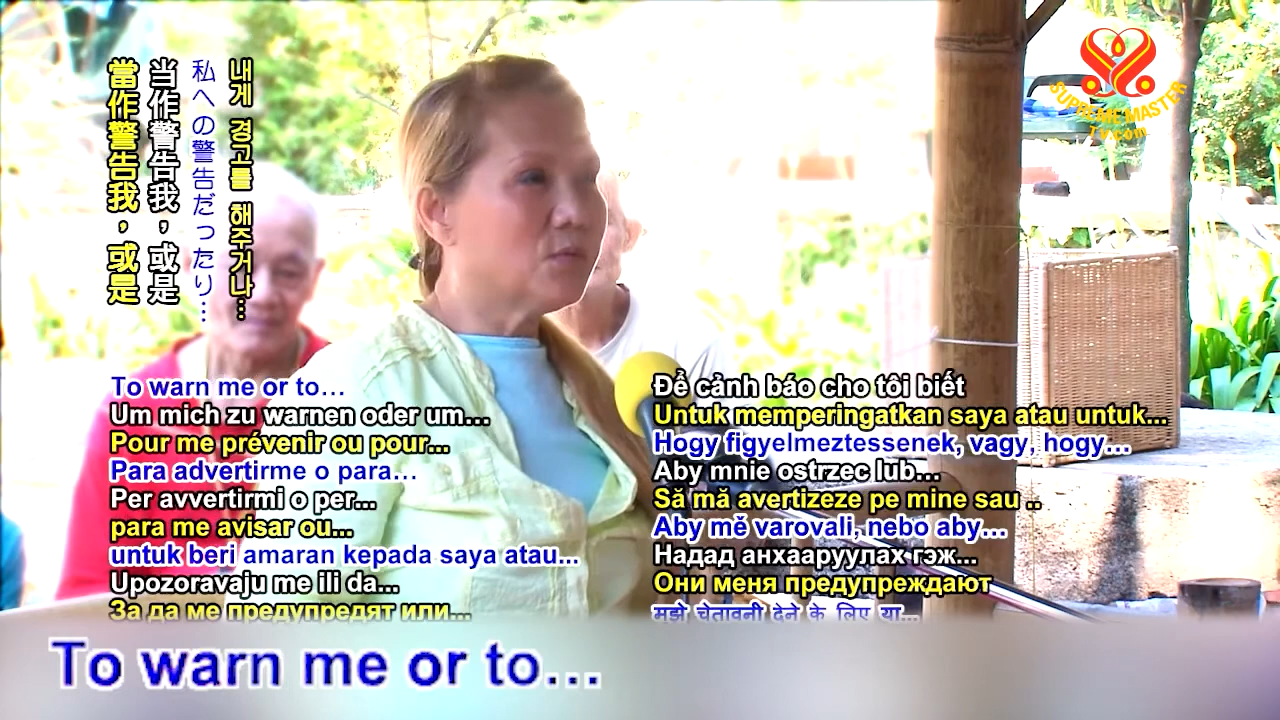 當作警告我，或是
当作警告我，或是
私への警告だったり…
내게 경고를 해주거나…
SUPREME MASTER
TV.com
To warn me or to…
Um mich zu warnen oder um…
Pour me prévenir ou pour...
Para advertirme o para…
Per avvertirmi o per...
para me avisar ou...
untuk beri amaran kepada saya atau...
Upozoravaju me ili da...
За да ме предупредят или...
Để cảnh báo cho tôi biết
Untuk memperingatkan saya atau untuk...
Hogy figyelmeztessenek, vagy, hogy…
Aby mnie ostrzec lub…
Să mă avertizeze pe mine sau ..
Aby mě varovali, nebo aby…
Надад анхааруулах гэж...
Они меня предупреждают
मुझे चेतावनी देने के लिए या...
To warn me or to...